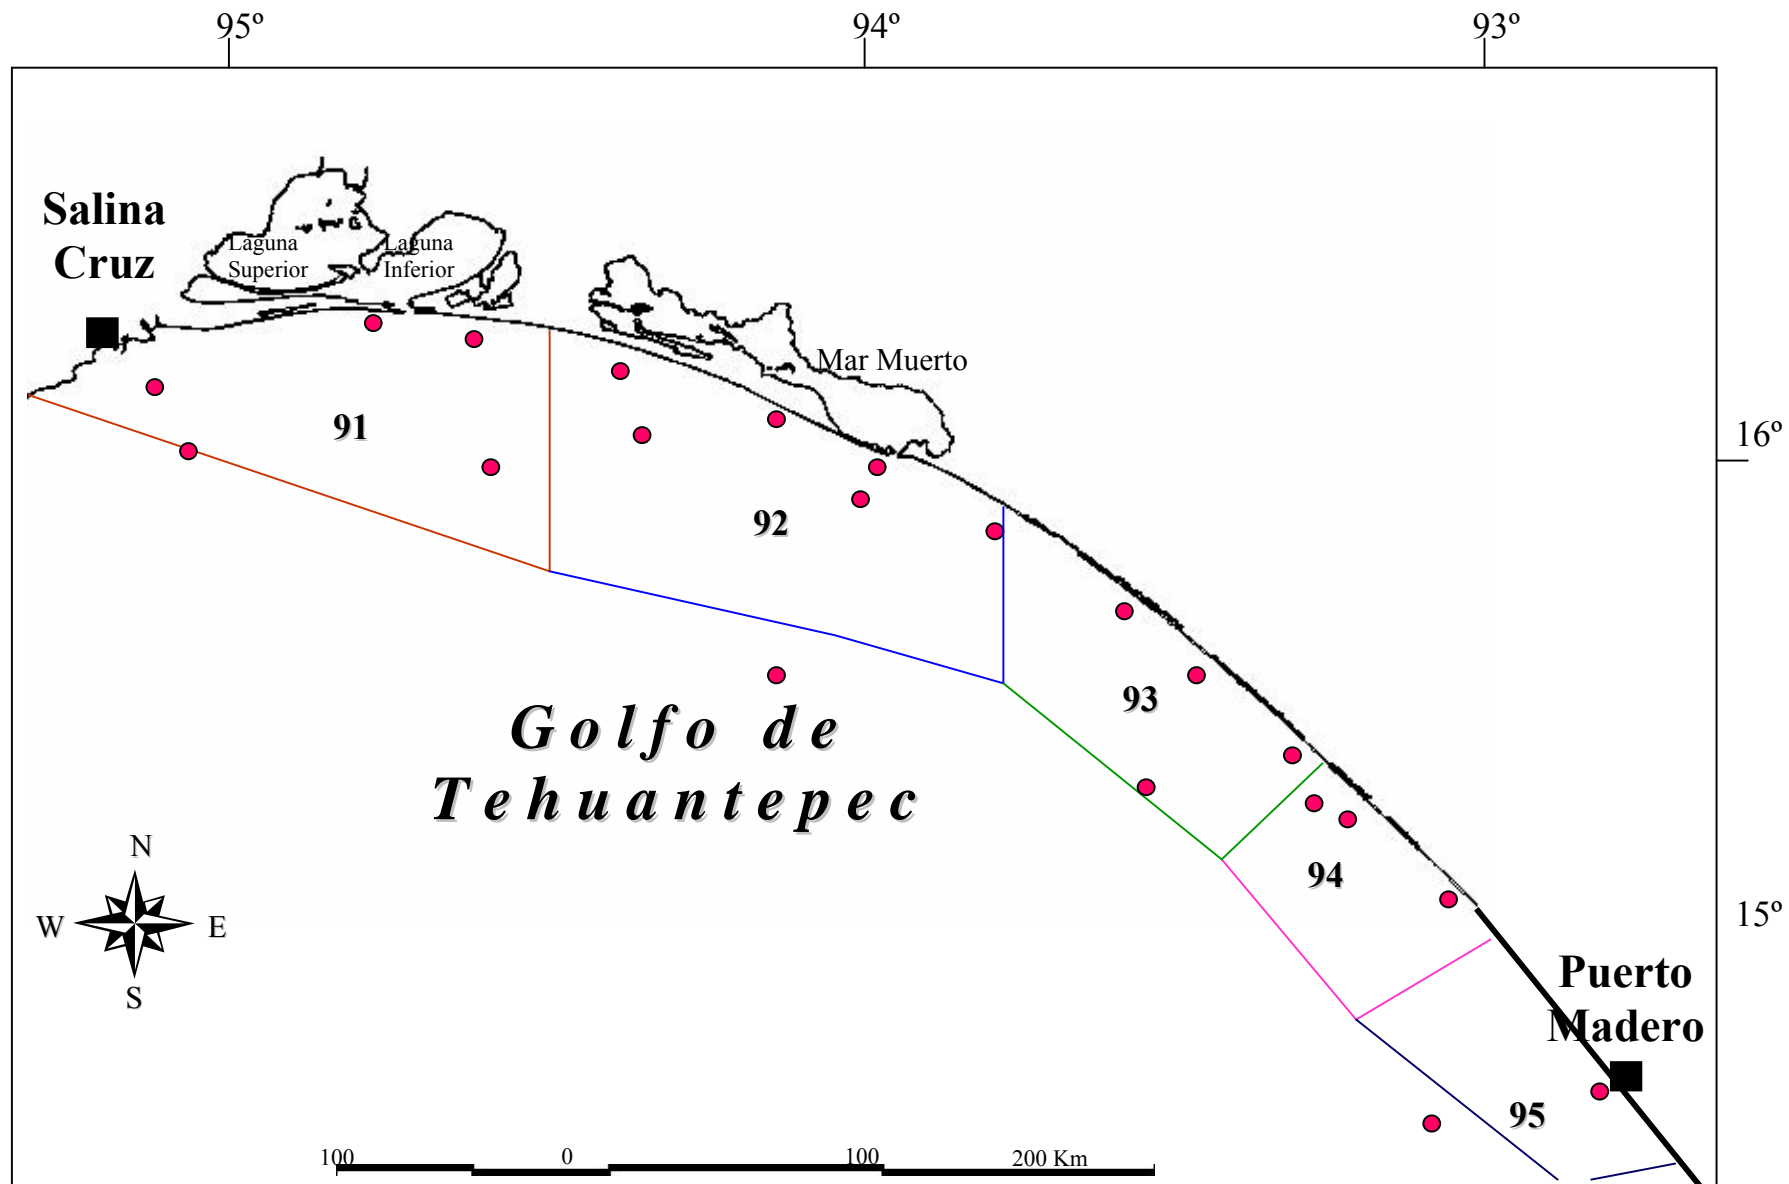 95º 94º 93º
Salina
Cruz
Laguna
Superior
Laguna
Inferior
Mar Muerto
16º
91
92
93
Golfo de
Tehuantepec
94
15º
N
W E
S
Puerto
Madero
95
100 0 100 200 Km